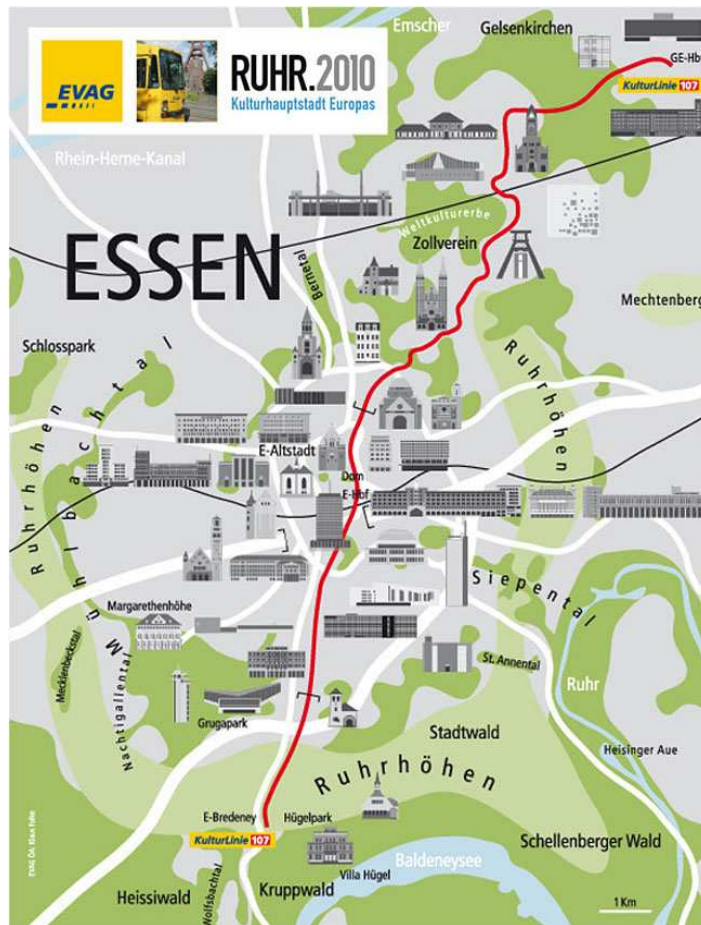 EVAG
RUHR.2010
Kulturhauptstadt Europas
Emscher
Gelsenkirchen
GE-Hbf
KulturLinie 107
Rhein-Herne-Kanal
Weltkulturerbe
Zollverein
ESSEN
Bernetal
Mechtenberg
Schlosspark
Ruhrhöhen
Mühlbachtal
Ruhrhöhen
E-Altstadt
Dom
E-Hbf
Siepental
Margarethenhöhe
Mecklenbeckstal
Nachtigallental
St. Annental
Ruhr
Grugapark
Stadtwald
Heisinger Aue
Ruhrhöhen
E-Bredeney
Hügelpark
KulturLinie 107
Schellenberger Wald
Baldeneysee
Villa Hügel
Heissiwald
Wolfsbachtal
Kruppwald
1 Km